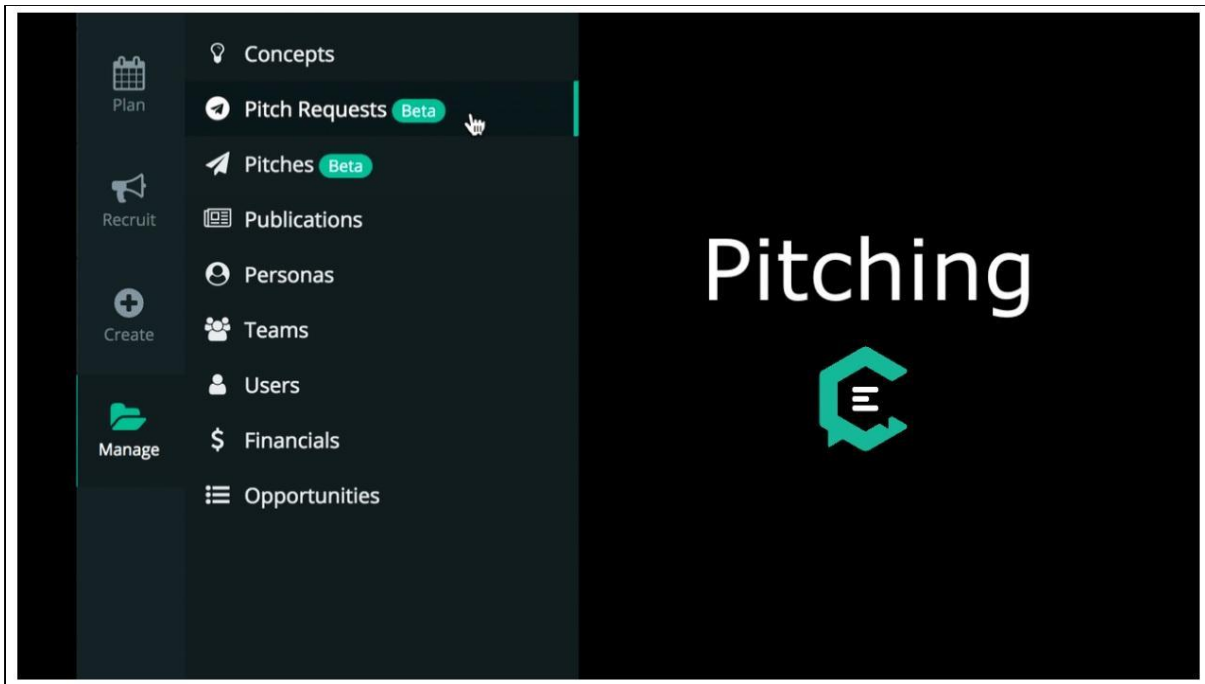 Plan
Recruit
Create
Manage
Concepts
Pitch Requests Beta
Pitches Beta
Publications
Personas
Teams
Users
$ Financials
Opportunities
Pitching